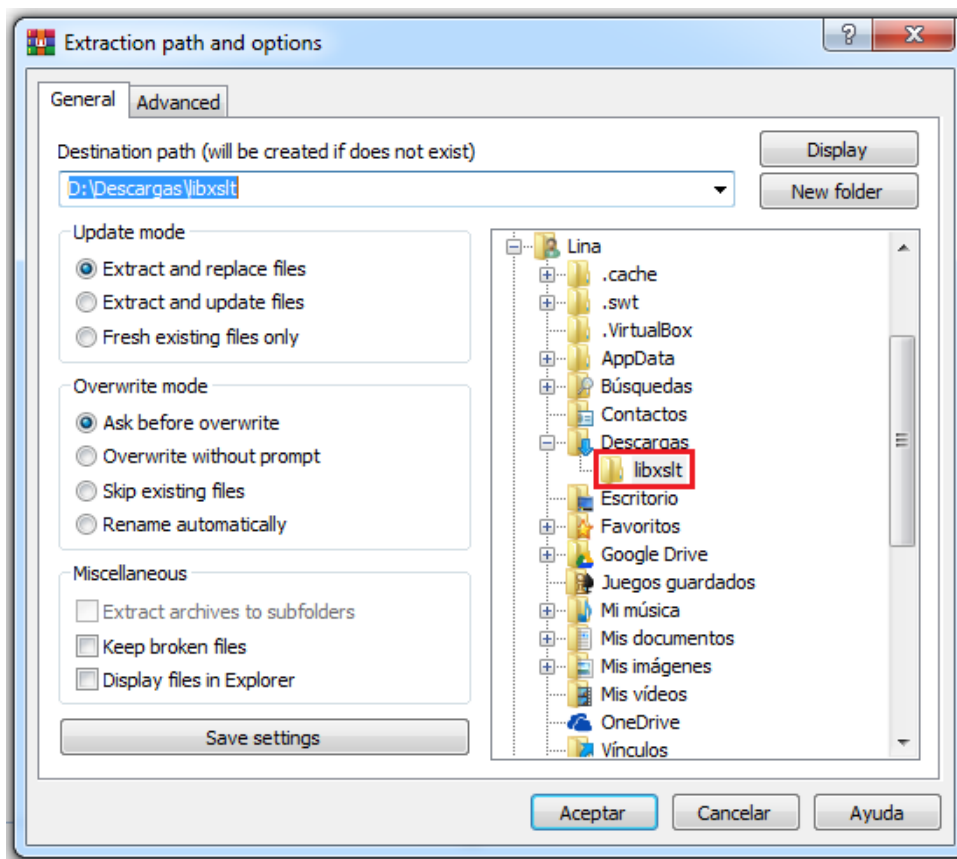 Extraction path and options
General
Advanced
Destination path (will be created if does not exist)
Display
D:\Descargas\libxslt
New folder
Update mode
Extract and replace files
Extract and update files
Fresh existing files only
Overwrite mode
Ask before overwrite
Overwrite without prompt
Skip existing files
Rename automatically
Miscellaneous
Extract archives to subfolders
Keep broken files
Display files in Explorer
Save settings
Lina
.cache
.swt
.VirtualBox
AppData
Búsquedas
Contactos
Descargas
libxslt
Escritorio
Favoritos
Google Drive
Juegos guardados
Mi música
Mis documentos
Mis imágenes
Mis vídeos
OneDrive
Vínculos
Aceptar
Cancelar
Ayuda